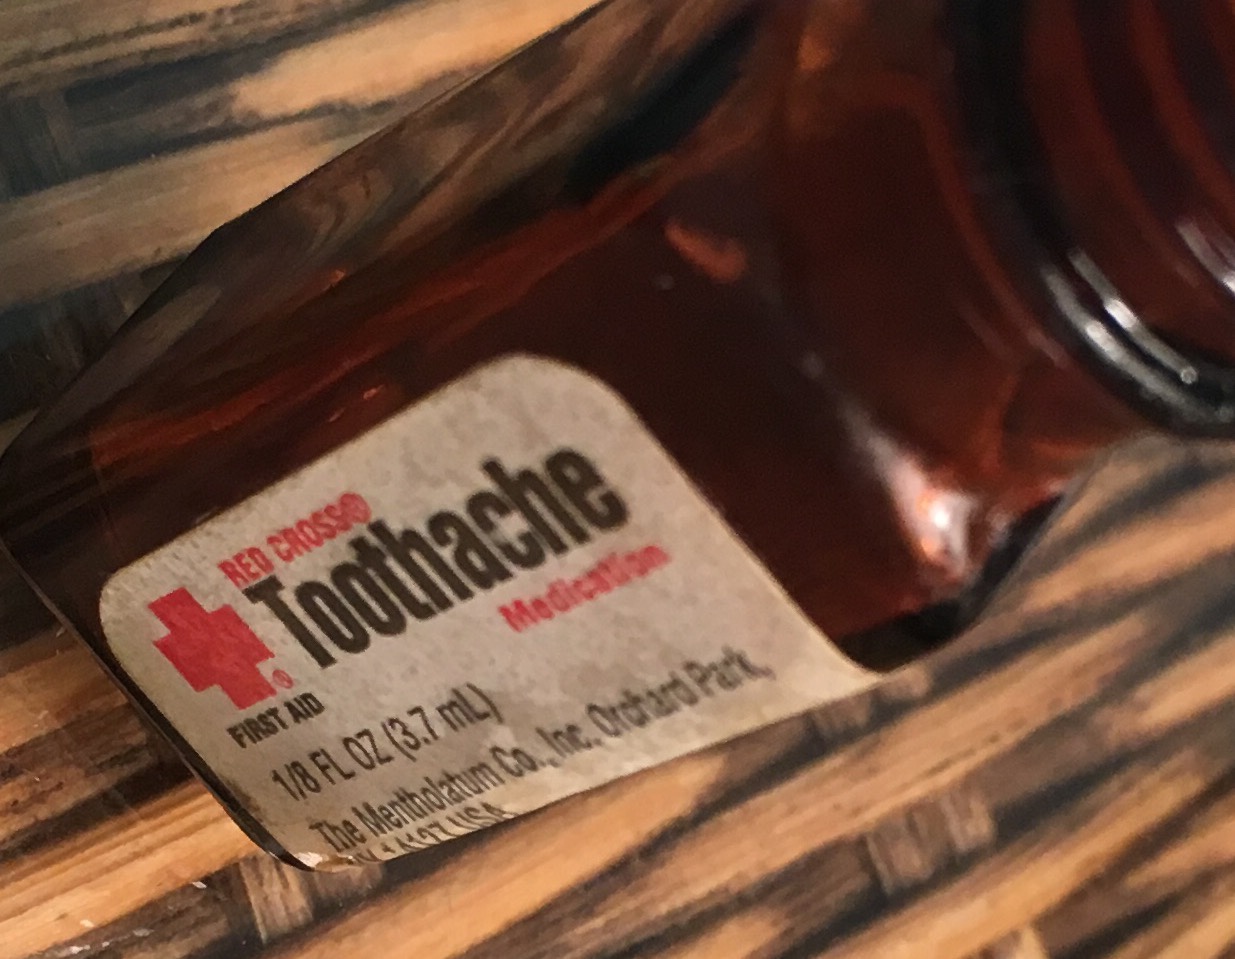 RED CROSS®
Toothache
Medication
®
FIRST AID
1/8 FL OZ (3.7 mL)
The Mentholatum Co., Inc. Orchard Park,
USA